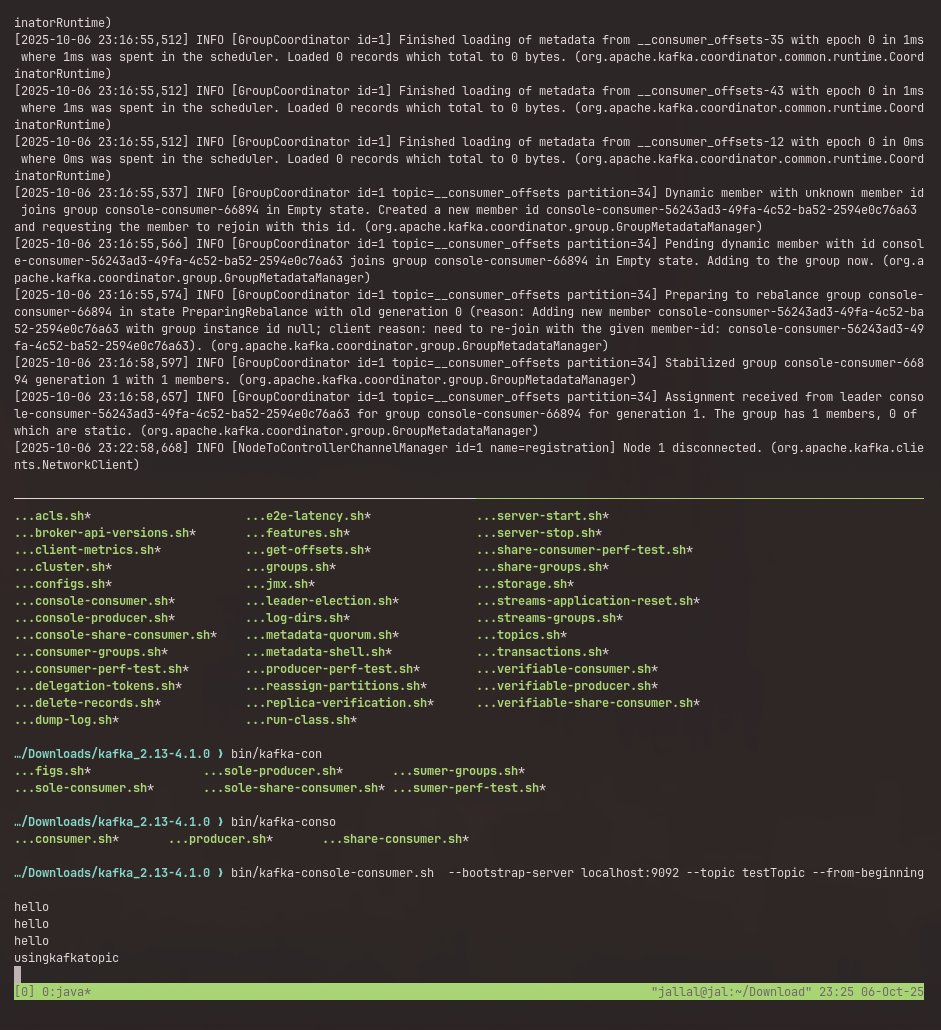 inatorRuntime)
[2025-10-06 23:16:55,512] INFO [GroupCoordinator id=1] Finished loading of metadata from __consumer_offsets-35 with epoch 0 in 1ms
 where 1ms was spent in the scheduler. Loaded 0 records which total to 0 bytes. (org.apache.kafka.coordinator.common.runtime.Coord
inatorRuntime)
[2025-10-06 23:16:55,512] INFO [GroupCoordinator id=1] Finished loading of metadata from __consumer_offsets-43 with epoch 0 in 1ms
 where 1ms was spent in the scheduler. Loaded 0 records which total to 0 bytes. (org.apache.kafka.coordinator.common.runtime.Coord
inatorRuntime)
[2025-10-06 23:16:55,512] INFO [GroupCoordinator id=1] Finished loading of metadata from __consumer_offsets-12 with epoch 0 in 0ms
 where 0ms was spent in the scheduler. Loaded 0 records which total to 0 bytes. (org.apache.kafka.coordinator.common.runtime.Coord
inatorRuntime)
[2025-10-06 23:16:55,537] INFO [GroupCoordinator id=1 topic=__consumer_offsets partition=34] Dynamic member with unknown member id
 joins group console-consumer-66894 in Empty state. Created a new member id console-consumer-56243ad3-49fa-4c52-ba52-2594e0c76a63
and requesting the member to rejoin with this id. (org.apache.kafka.coordinator.group.GroupMetadataManager)
[2025-10-06 23:16:55,566] INFO [GroupCoordinator id=1 topic=__consumer_offsets partition=34] Pending dynamic member with id consol
e-consumer-56243ad3-49fa-4c52-ba52-2594e0c76a63 joins group console-consumer-66894 in Empty state. Adding to the group now. (org.a
pache.kafka.coordinator.group.GroupMetadataManager)
[2025-10-06 23:16:55,574] INFO [GroupCoordinator id=1 topic=__consumer_offsets partition=34] Preparing to rebalance group console-
consumer-66894 in state PreparingRebalance with old generation 0 (reason: Adding new member console-consumer-56243ad3-49fa-4c52-ba
52-2594e0c76a63 with group instance id null; client reason: need to re-join with the given member-id: console-consumer-56243ad3-49
fa-4c52-ba52-2594e0c76a63). (org.apache.kafka.coordinator.group.GroupMetadataManager)
[2025-10-06 23:16:58,597] INFO [GroupCoordinator id=1 topic=__consumer_offsets partition=34] Stabilized group console-consumer-668
94 generation 1 with 1 members. (org.apache.kafka.coordinator.group.GroupMetadataManager)
[2025-10-06 23:16:58,657] INFO [GroupCoordinator id=1 topic=__consumer_offsets partition=34] Assignment received from leader conso
le-consumer-56243ad3-49fa-4c52-ba52-2594e0c76a63 for group console-consumer-66894 for generation 1. The group has 1 members, 0 of
which are static. (org.apache.kafka.coordinator.group.GroupMetadataManager)
[2025-10-06 23:22:58,668] INFO [NodeToControllerChannelManager id=1 name=registration] Node 1 disconnected. (org.apache.kafka.clie
nts.NetworkClient)
...acls.sh* ...e2e-latency.sh* ...server-start.sh*
...broker-api-versions.sh* ...features.sh* ...server-stop.sh*
...client-metrics.sh* ...get-offsets.sh* ...share-consumer-perf-test.sh*
...cluster.sh* ...groups.sh* ...share-groups.sh*
...configs.sh* ...jmx.sh* ...storage.sh*
...console-consumer.sh* ...leader-election.sh* ...streams-application-reset.sh*
...console-producer.sh* ...log-dirs.sh* ...streams-groups.sh*
...console-share-consumer.sh* ...metadata-quorum.sh* ...topics.sh*
...consumer-groups.sh* ...metadata-shell.sh* ...transactions.sh*
...consumer-perf-test.sh* ...producer-perf-test.sh* ...verifiable-consumer.sh*
...delegation-tokens.sh* ...reassign-partitions.sh* ...verifiable-producer.sh*
...delete-records.sh* ...replica-verification.sh* ...verifiable-share-consumer.sh*
...dump-log.sh* ...run-class.sh*
…/Downloads/kafka_2.13-4.1.0 ❯ bin/kafka-con
...figs.sh* ...sole-producer.sh* ...sumer-groups.sh*
...sole-consumer.sh* ...sole-share-consumer.sh* ...sumer-perf-test.sh*
…/Downloads/kafka_2.13-4.1.0 ❯ bin/kafka-conso
...consumer.sh* ...producer.sh* ...share-consumer.sh*
…/Downloads/kafka_2.13-4.1.0 ❯ bin/kafka-console-consumer.sh  --bootstrap-server localhost:9092 --topic testTopic --from-beginning
hello
hello
hello
usingkafkatopic
[0] 0:java* "jallal@jal:~/Download" 23:25 06-Oct-25